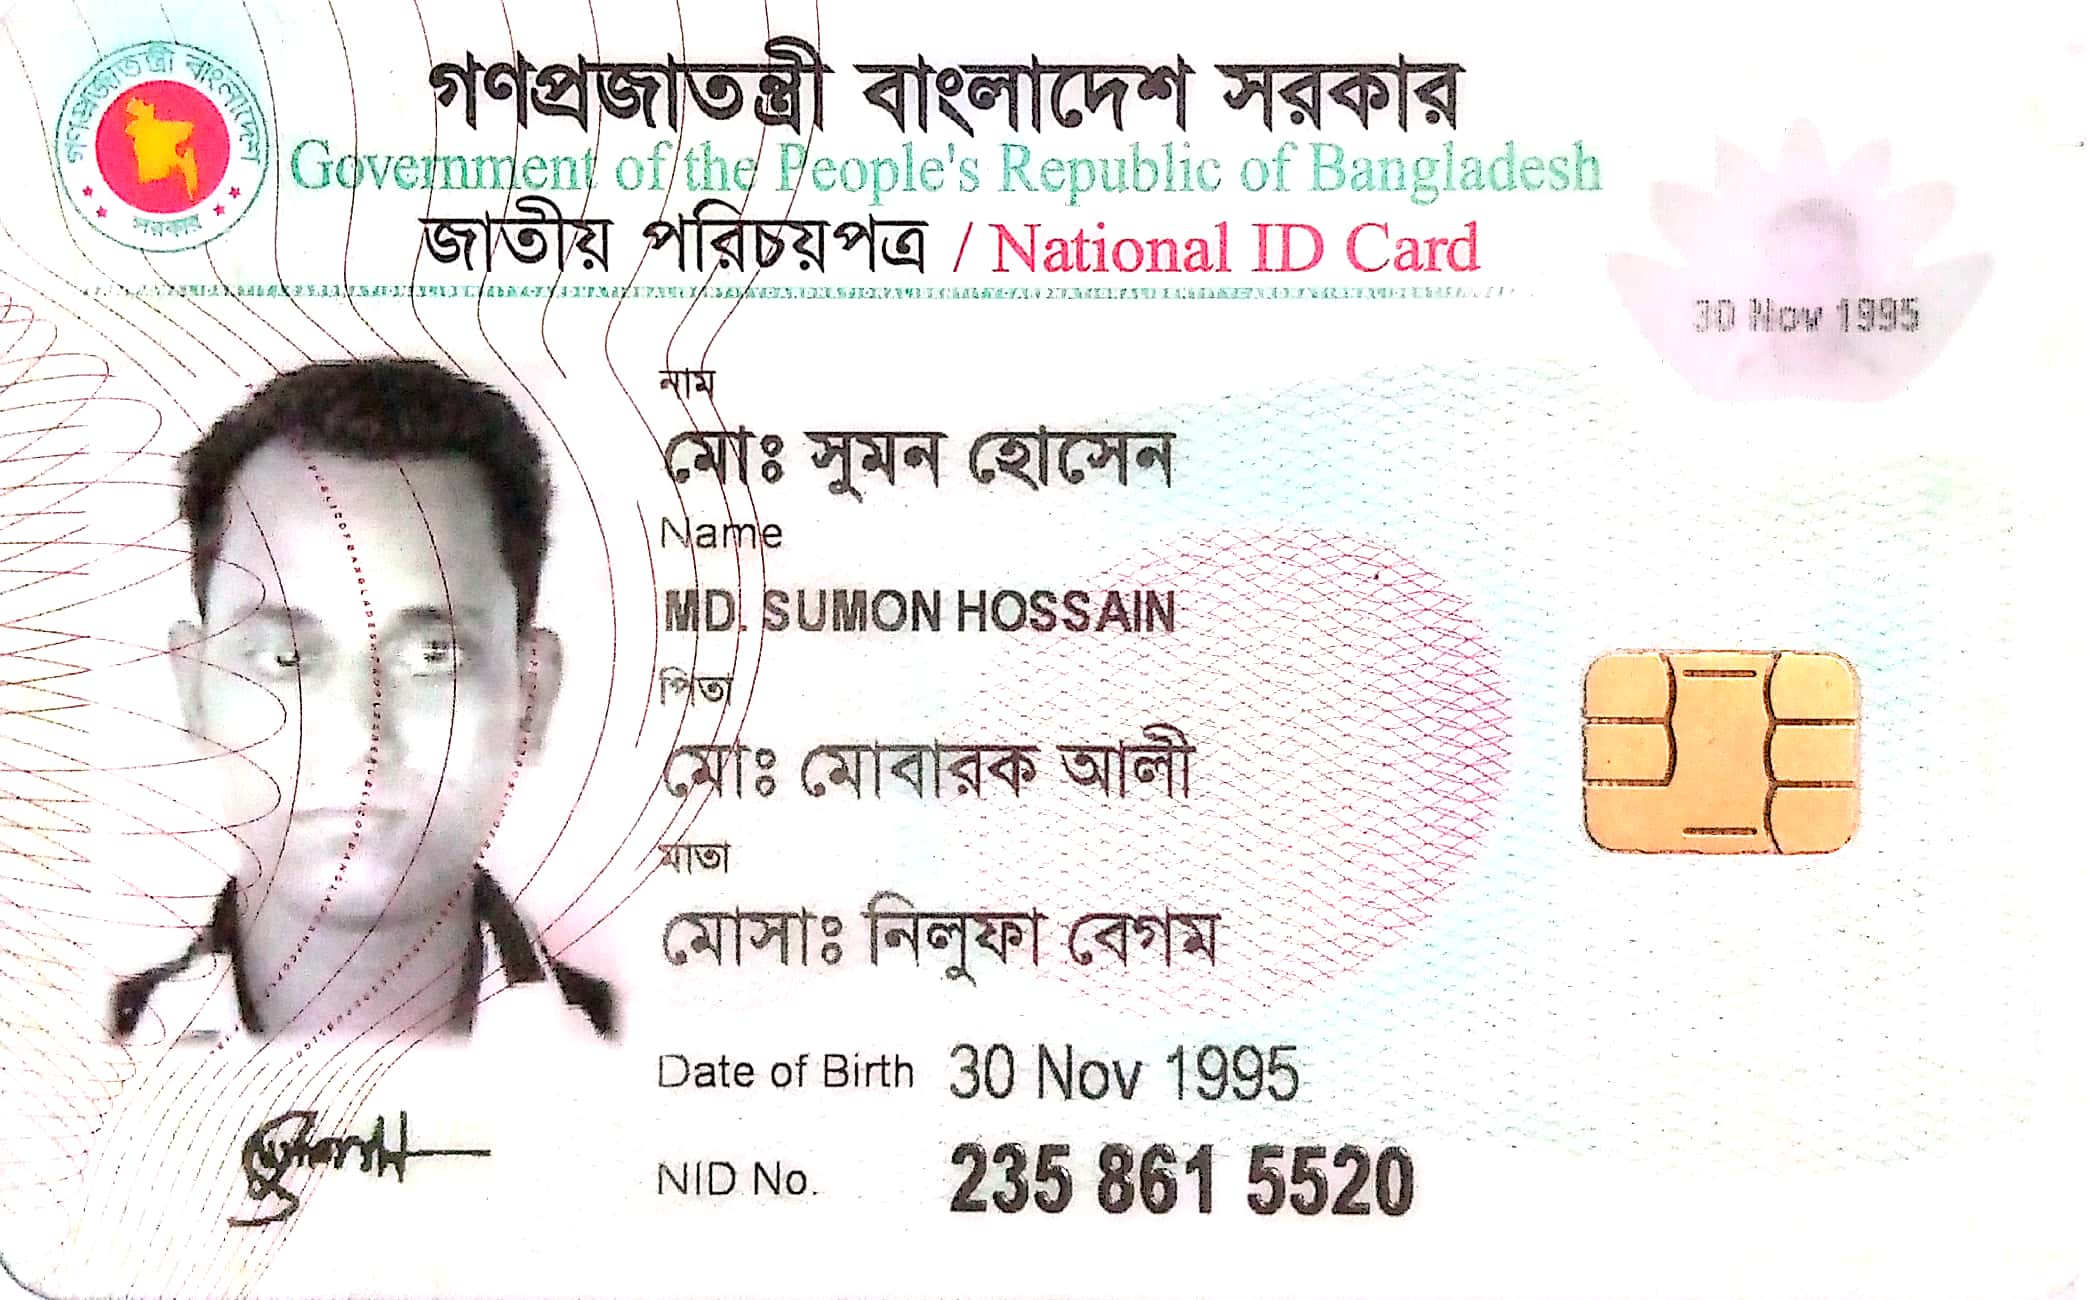 গণপ্রজাতন্ত্রী বাংলাদেশ সরকার
Government of the People's Republic of Bangladesh
জাতীয় পরিচয়পত্র / National ID Card
গণপ্রজাতন্ত্রী বাংলাদেশ
সরকার
30 Nov 1995
নাম
মোঃ সুমন হোসেন
Name
MD. SUMON HOSSAIN
পিতা
মোঃ মোবারক আলী
মাতা
মোসাঃ নিলুফা বেগম
Date of Birth 30 Nov 1995
NID No. 235 861 5520